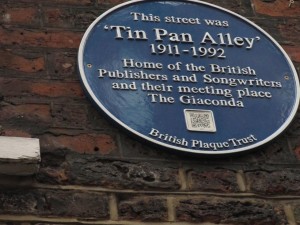 This street was
'Tin Pan Alley'
1911-1992
Home of the British
Publishers and Songwriters
and their meeting place
The Giaconda
British Plaque Trust